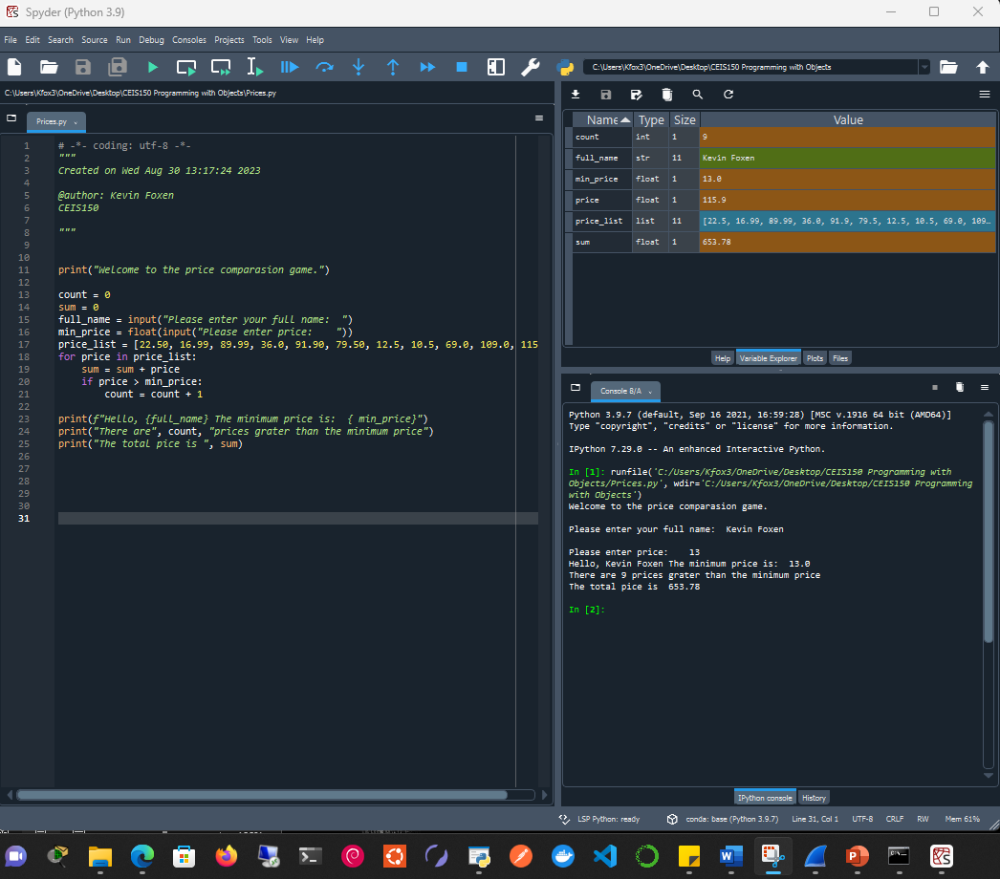 Spyder (Python 3.9)
File Edit Search Source Run Debug Consoles Projects Tools View Help
C:\Users\Kfox3\OneDrive\Desktop\CEIS150 Programming with Objects
C:\Users\Kfox3\OneDrive\Desktop\CEIS150 Programming with Objects\Prices.py
Prices.py
1 # -*- coding: utf-8 -*-
2 """
3 Created on Wed Aug 30 13:17:24 2023
4
5 @author: Kevin Foxen
6 CEIS150
7
8 """
9
10
11 print("Welcome to the price comparasion game.")
12
13 count = 0
14 sum = 0
15 full_name = input("Please enter your full name:  ")
16 min_price = float(input("Please enter price:    "))
17 price_list = [22.50, 16.99, 89.99, 36.0, 91.90, 79.50, 12.5, 10.5, 69.0, 109.0, 115
18 for price in price_list:
19     sum = sum + price
20     if price > min_price:
21         count = count + 1
22
23 print(f"Hello, {full_name} The minimum price is:  { min_price}")
24 print("There are", count, "prices grater than the minimum price")
25 print("The total pice is ", sum)
26
27
28
29
30
31
Name Type Size Value
count int 1 9
full_name str 11 Kevin Foxen
min_price float 1 13.0
price float 1 115.9
price_list list 11 [22.5, 16.99, 89.99, 36.0, 91.9, 79.5, 12.5, 10.5, 69.0, 109...
sum float 1 653.78
Help Variable Explorer Plots Files
Console 8/A
Python 3.9.7 (default, Sep 16 2021, 16:59:28) [MSC v.1916 64 bit (AMD64)]
Type "copyright", "credits" or "license" for more information.
IPython 7.29.0 -- An enhanced Interactive Python.
In [1]: runfile('C:/Users/Kfox3/OneDrive/Desktop/CEIS150 Programming with
Objects/Prices.py', wdir='C:/Users/Kfox3/OneDrive/Desktop/CEIS150 Programming
with Objects')
Welcome to the price comparasion game.
Please enter your full name:  Kevin Foxen
Please enter price:    13
Hello, Kevin Foxen The minimum price is:  13.0
There are 9 prices grater than the minimum price
The total pice is  653.78
In [2]:
IPython console History
LSP Python: ready conda: base (Python 3.9.7) Line 31, Col 1 UTF-8 CRLF RW Mem 61%